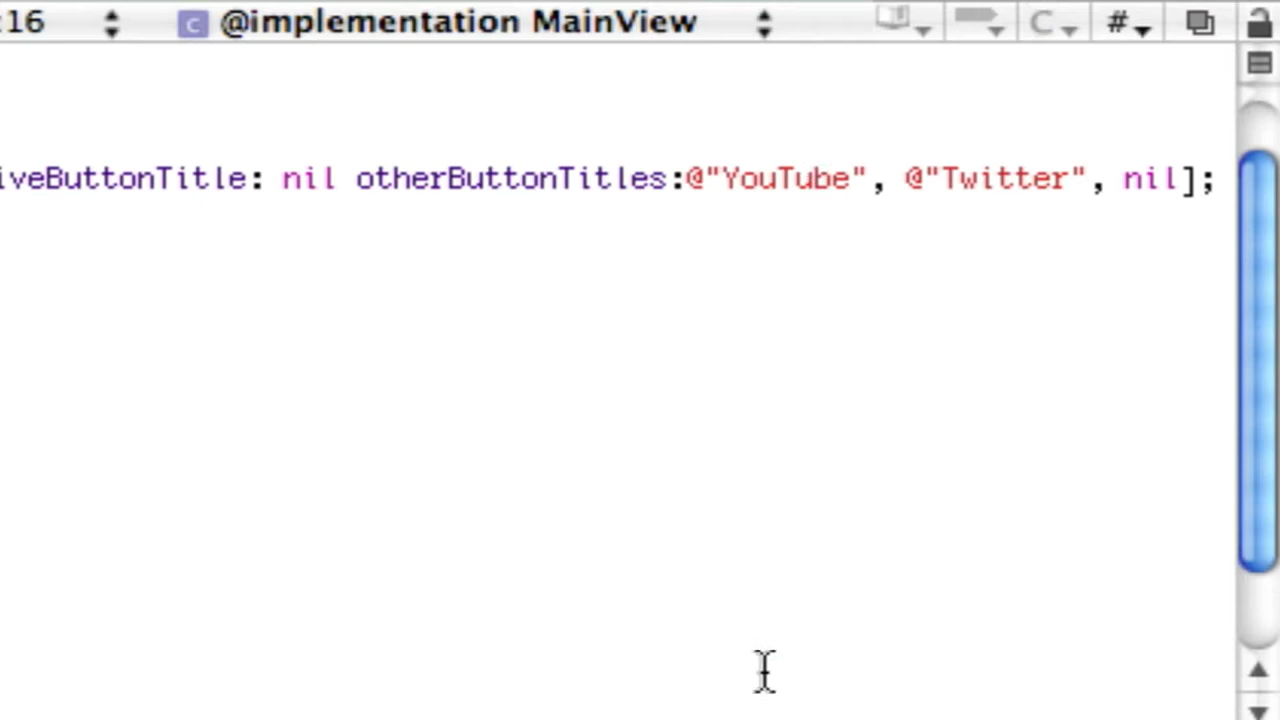 :16 C @implementation MainView C #
iveButtonTitle: nil otherButtonTitles:@"YouTube", @"Twitter", nil];